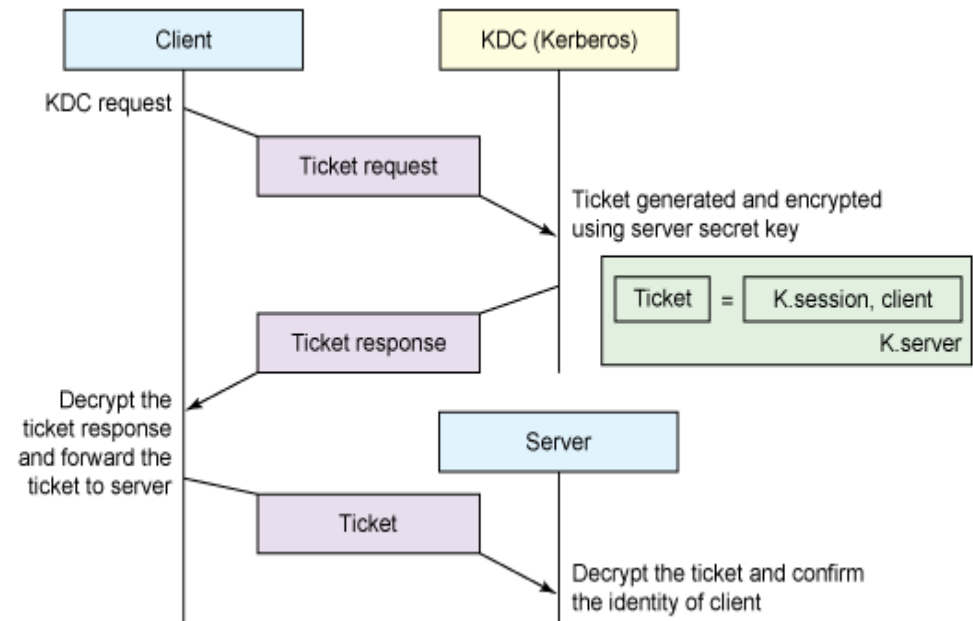 Client
KDC (Kerberos)
KDC request
Ticket request
Ticket generated and encrypted
using server secret key
Ticket = K.session, client
K.server
Ticket response
Decrypt the
ticket response
and forward the
ticket to server
Server
Ticket
Decrypt the ticket and confirm
the identity of client